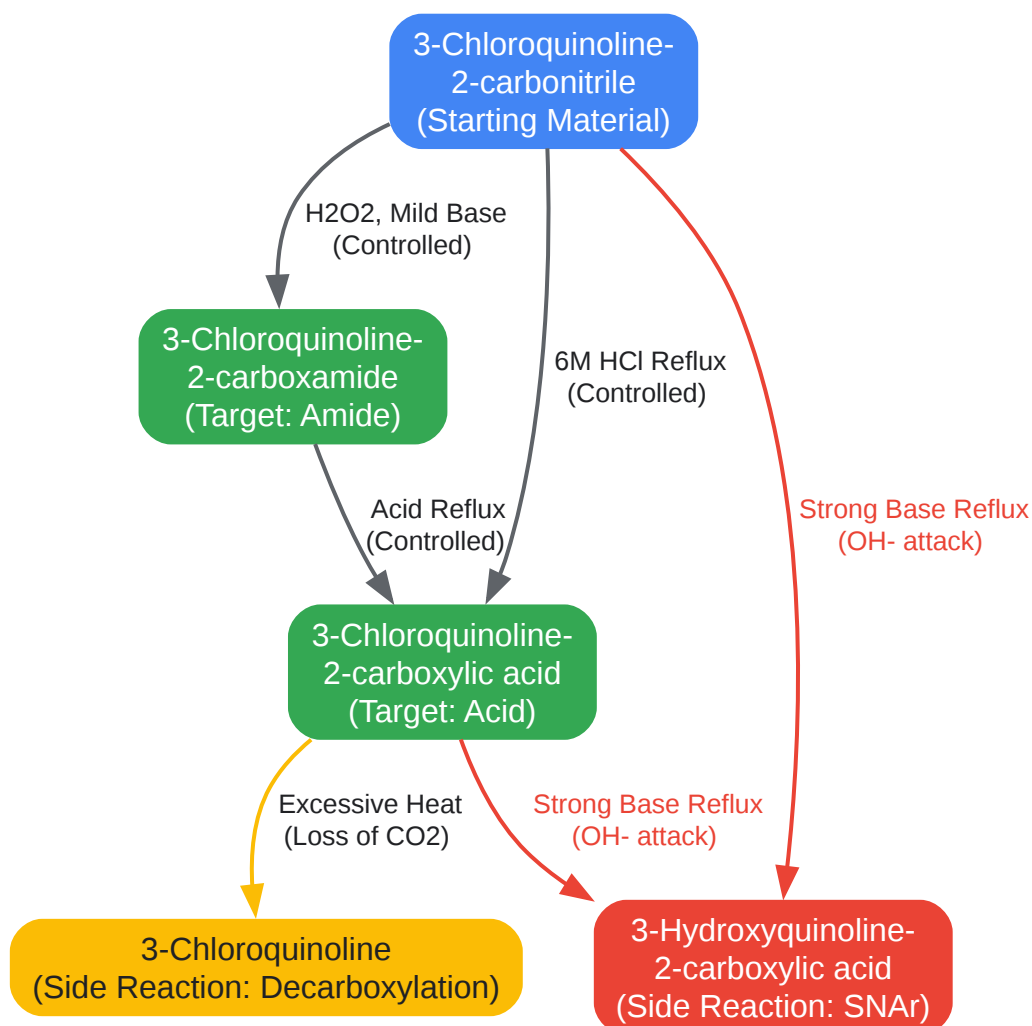 3-Chloroquinoline-
2-carbonitrile
(Starting Material)
H2O2, Mild Base
(Controlled)
3-Chloroquinoline-
2-carboxamide
(Target: Amide)
6M HCl Reflux
(Controlled)
Acid Reflux
(Controlled)
Strong Base Reflux
(OH- attack)
3-Chloroquinoline-
2-carboxylic acid
(Target: Acid)
Excessive Heat
(Loss of CO2)
Strong Base Reflux
(OH- attack)
3-Chloroquinoline
(Side Reaction: Decarboxylation)
3-Hydroxyquinoline-
2-carboxylic acid
(Side Reaction: SNAr)